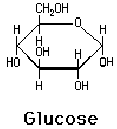 CH₂OH
O
H H H
H
OH
HO OH
H OH
Glucose